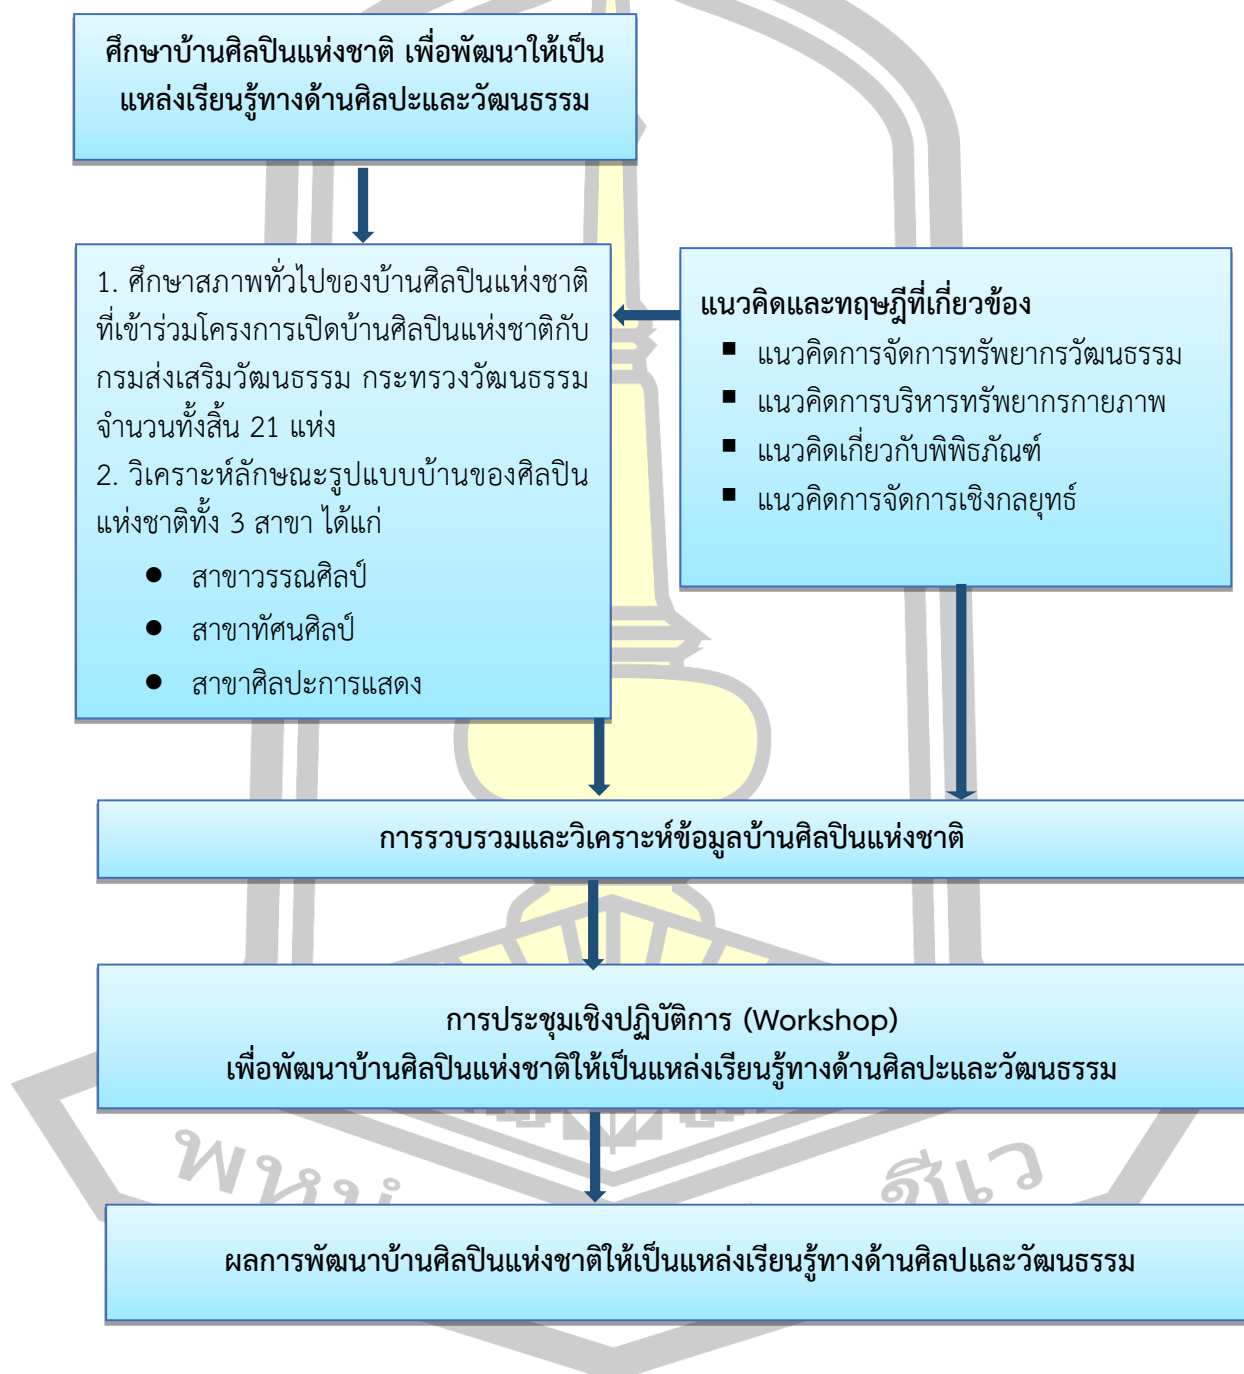 ศึกษาบ้านศิลปินแห่งชาติ เพื่อพัฒนาให้เป็น
แหล่งเรียนรู้ทางด้านศิลปะและวัฒนธรรม
1. ศึกษาสภาพทั่วไปของบ้านศิลปินแห่งชาติ
ที่เข้าร่วมโครงการเปิดบ้านศิลปินแห่งชาติกับ
กรมส่งเสริมวัฒนธรรม กระทรวงวัฒนธรรม
จำนวนทั้งสิ้น 21 แห่ง
2. วิเคราะห์ลักษณะรูปแบบบ้านของศิลปิน
แห่งชาติทั้ง 3 สาขา ได้แก่
● สาขาวรรณศิลป์
● สาขาทัศนศิลป์
● สาขาศิลปะการแสดง
แนวคิดและทฤษฎีที่เกี่ยวข้อง
▪ แนวคิดการจัดการทรัพยากรวัฒนธรรม
▪ แนวคิดการบริหารทรัพยากรกายภาพ
▪ แนวคิดเกี่ยวกับพิพิธภัณฑ์
▪ แนวคิดการจัดการเชิงกลยุทธ์
การรวบรวมและวิเคราะห์ข้อมูลบ้านศิลปินแห่งชาติ
การประชุมเชิงปฏิบัติการ (Workshop)
เพื่อพัฒนาบ้านศิลปินแห่งชาติให้เป็นแหล่งเรียนรู้ทางด้านศิลปะและวัฒนธรรม
พหูน ชีเว
ผลการพัฒนาบ้านศิลปินแห่งชาติให้เป็นแหล่งเรียนรู้ทางด้านศิลปและวัฒนธรรม